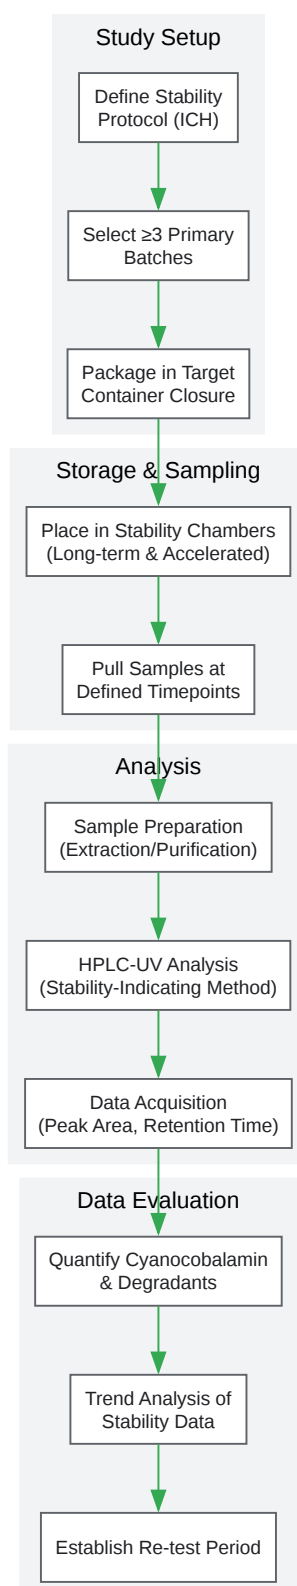 Study Setup
Define Stability
Protocol (ICH)
Select ≥3 Primary
Batches
Package in Target
Container Closure
Storage & Sampling
Place in Stability Chambers
(Long-term & Accelerated)
Pull Samples at
Defined Timepoints
Analysis
Sample Preparation
(Extraction/Purification)
HPLC-UV Analysis
(Stability-Indicating Method)
Data Acquisition
(Peak Area, Retention Time)
Data Evaluation
Quantify Cyanocobalamin
& Degradants
Trend Analysis of
Stability Data
Establish Re-test Period